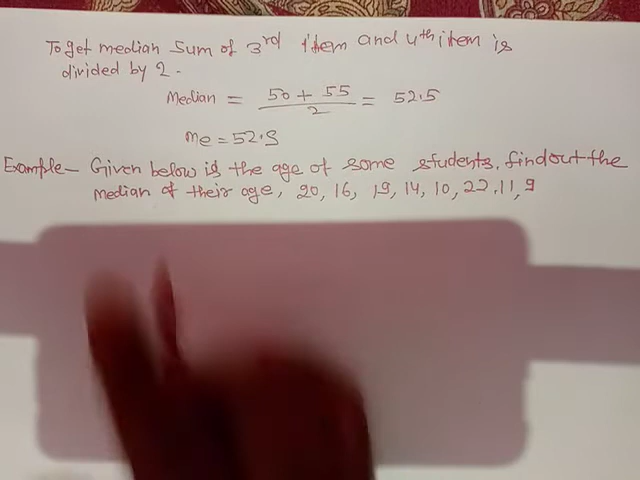 To get median Sum of 3rd item and 4th item is
divided by 2.
Median = 50 + 55 / 2 = 52.5
Me = 52.5
Example - Given below is the age of some students. find out the
median of their age, 20, 16, 19, 14, 10, 22, 11, 9